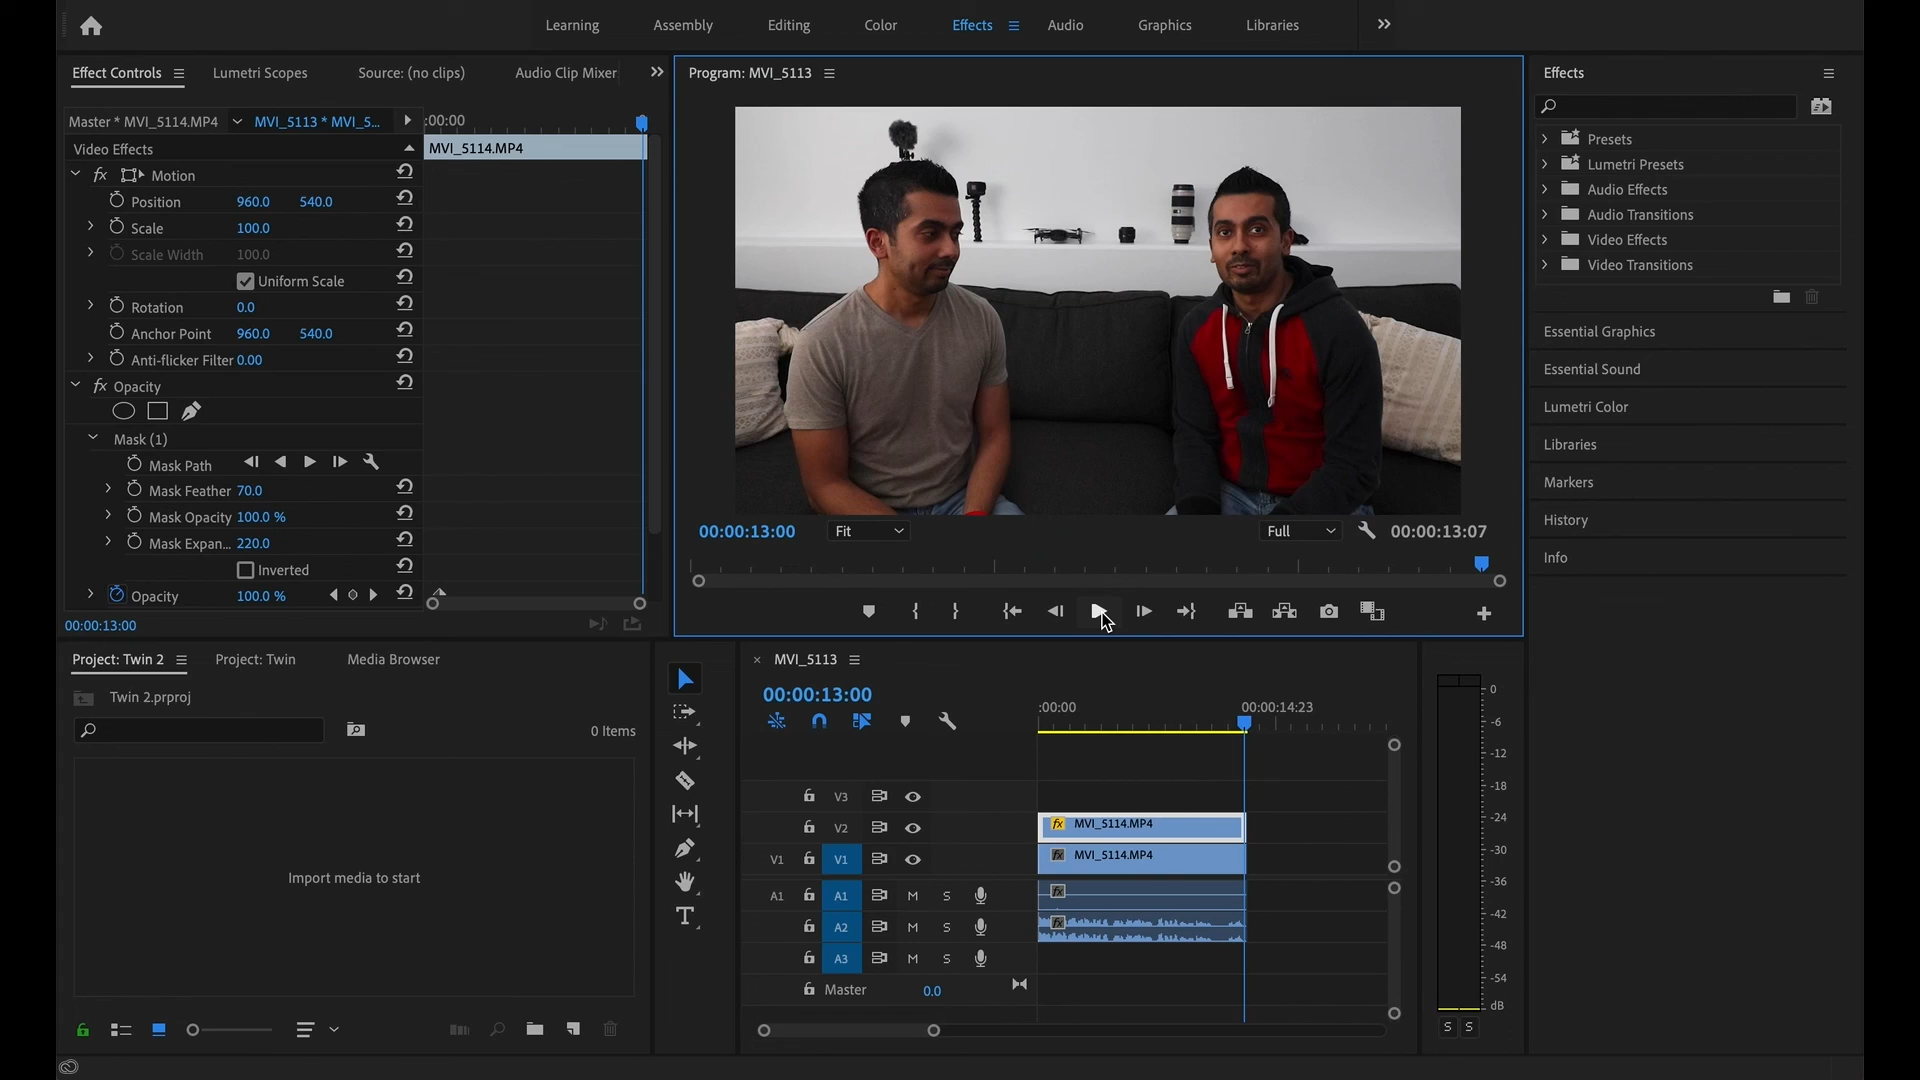 Learning Assembly Editing Color Effects Audio Graphics Libraries
Effect Controls Lumetri Scopes Source: (no clips) Audio Clip Mixer
Master * MVI_5114.MP4 MVI_5113 * MVI_5...
:00:00
Video Effects
MVI_5114.MP4
fx Motion
Position 960.0 540.0
Scale 100.0
Scale Width 100.0
Uniform Scale
Rotation 0.0
Anchor Point 960.0 540.0
Anti-flicker Filter 0.00
fx Opacity
Mask (1)
Mask Path
Mask Feather 70.0
Mask Opacity 100.0 %
Mask Expan... 220.0
Inverted
Opacity 100.0 %
00:00:13:00
Program: MVI_5113
00:00:13:00 Fit Full 00:00:13:07
Effects
Presets
Lumetri Presets
Audio Effects
Audio Transitions
Video Effects
Video Transitions
Essential Graphics
Essential Sound
Lumetri Color
Libraries
Markers
History
Info
Project: Twin 2 Project: Twin Media Browser
Twin 2.prproj
0 Items
Import media to start
× MVI_5113
00:00:13:00
:00:00 00:00:14:23
V3
V2 fx MVI_5114.MP4
V1 V1 fx MVI_5114.MP4
A1 A1 M S fx
A2 M S fx
A3 M S
Master 0.0
0
-6
-12
-18
-24
-30
-36
-42
-48
-54
dB
S S